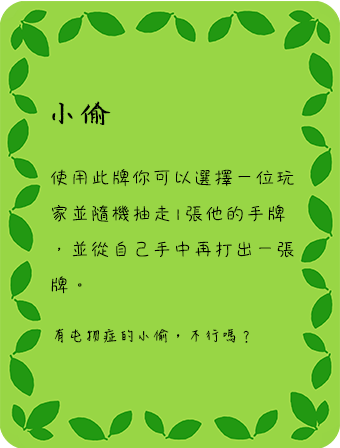 小偷
使用此牌你可以選擇一位玩
家並隨機抽走1張他的手牌
，並從自己手中再打出一張
牌。
有屯物症的小偷，不行嗎？